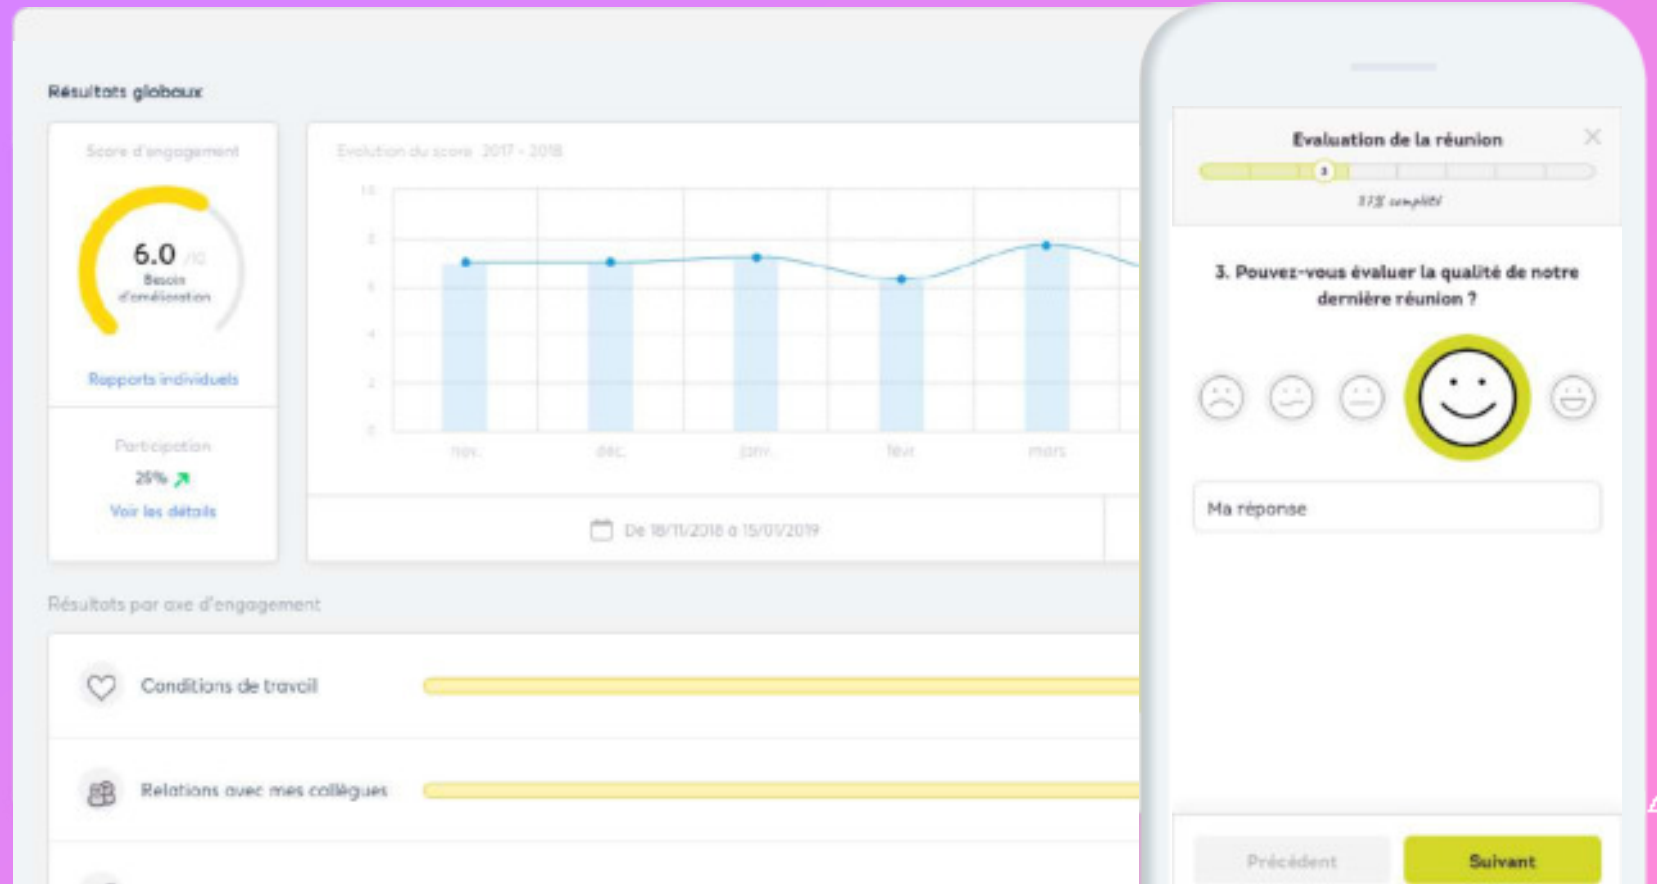 Résultats globaux
Score d'engagement
6.0 /10
Besoin
d'amélioration
Rapports individuels
Participation
25%
Voir les détails
Evolution du score 2017 - 2018
10
8
6
4
2
0
nov.
déc.
janv.
févr
mars
De 18/11/2018 à 15/01/2019
Résultats par axe d'engagement
Conditions de travail
Relations avec mes collègues
Evaluation de la réunion
3
37% complété
3. Pouvez-vous évaluer la qualité de notre
dernière réunion ?
Ma réponse
Précédent
Suivant